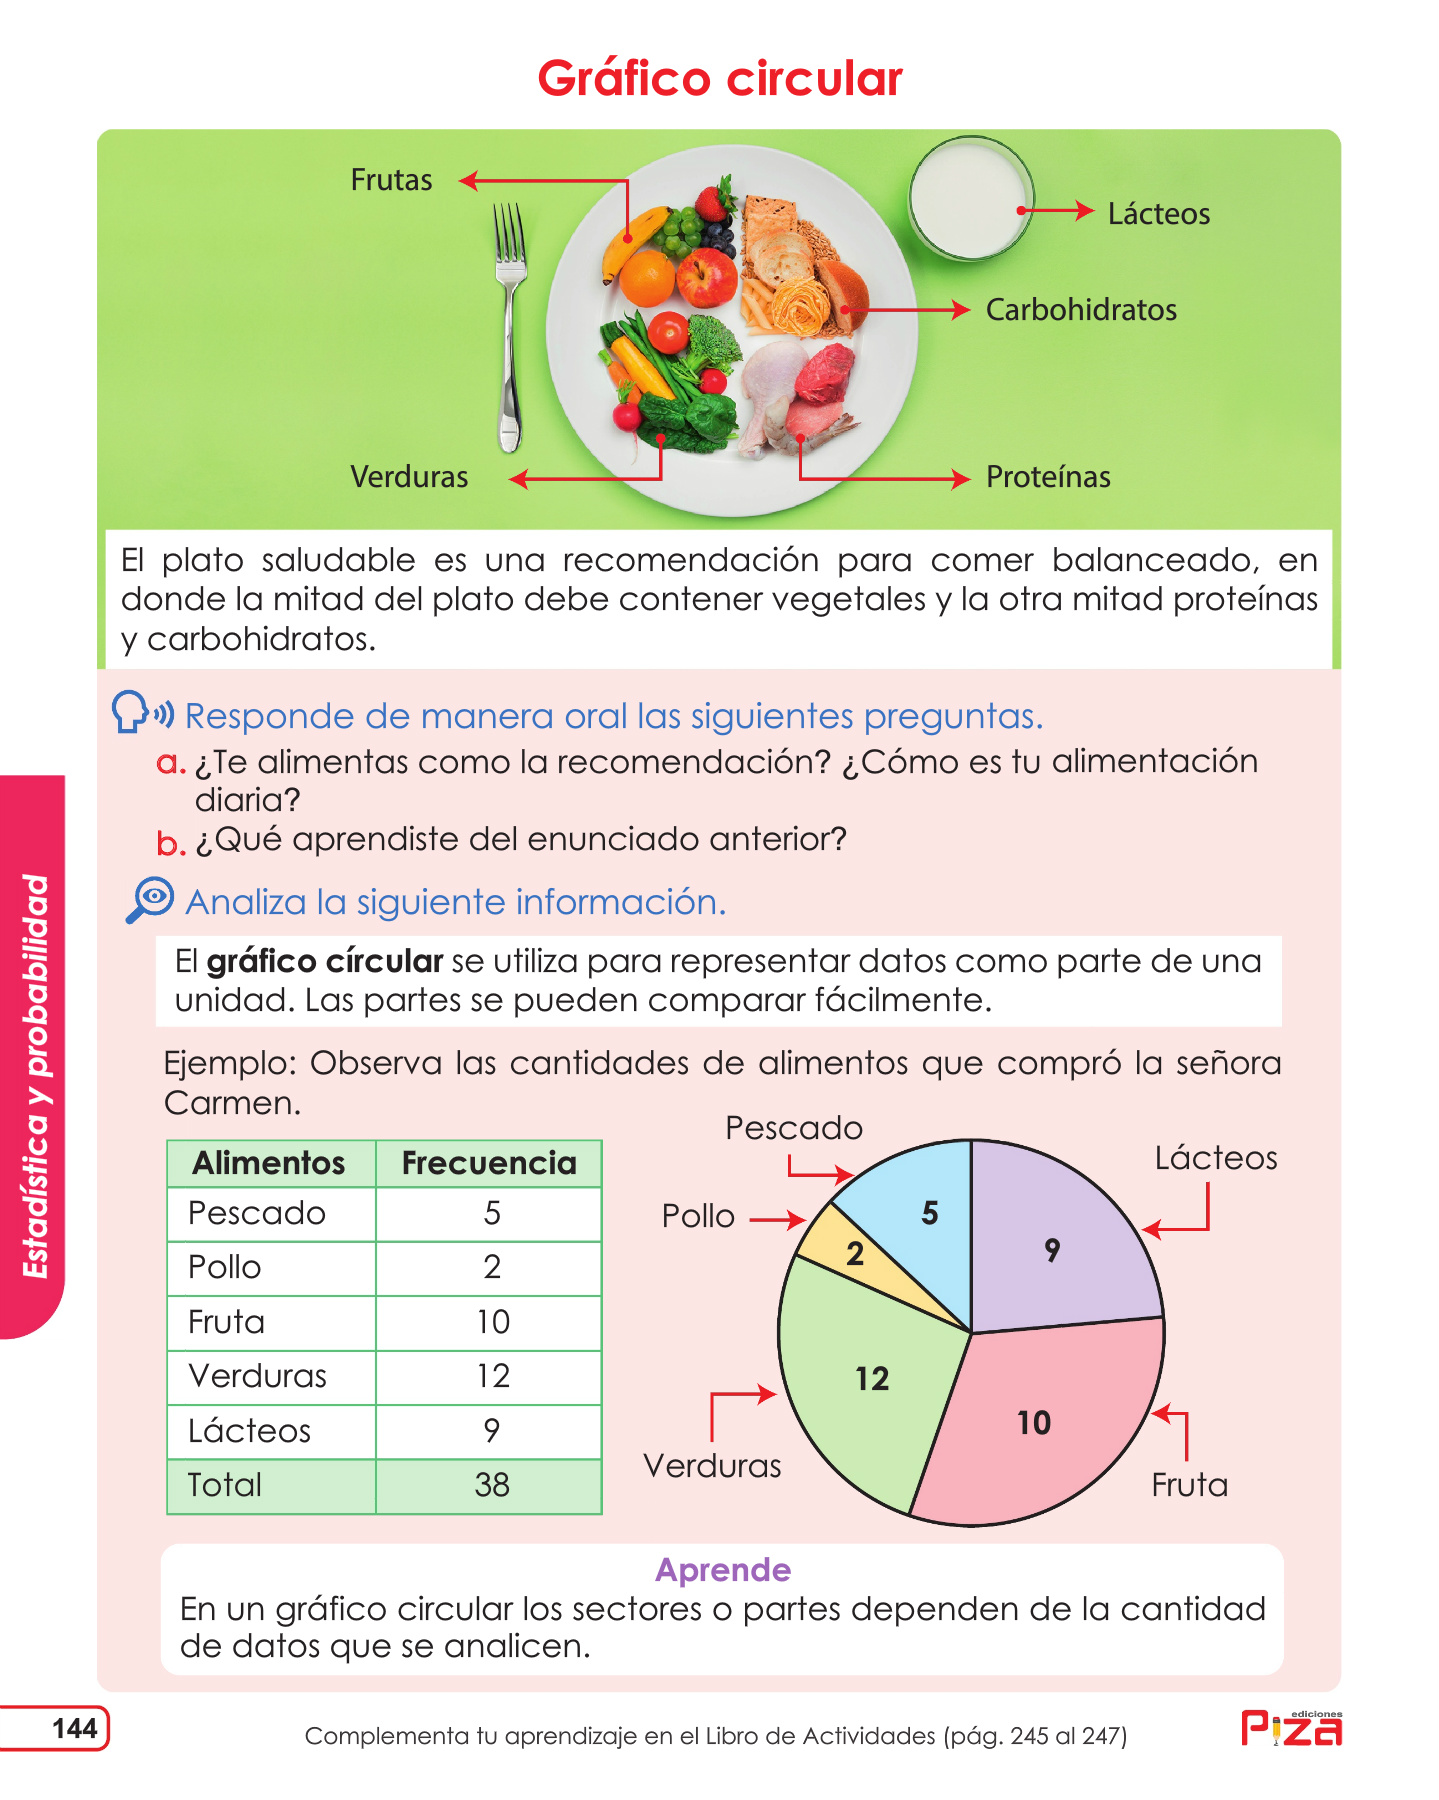 Gráfico circular
Frutas
Lácteos
Carbohidratos
Verduras
Proteínas
El plato saludable es una recomendación para comer balanceado, en
donde la mitad del plato debe contener vegetales y la otra mitad proteínas
y carbohidratos.
Responde de manera oral las siguientes preguntas.
a. ¿Te alimentas como la recomendación? ¿Cómo es tu alimentación
diaria?
b. ¿Qué aprendiste del enunciado anterior?
Analiza la siguiente información.
El gráfico círcular se utiliza para representar datos como parte de una
unidad. Las partes se pueden comparar fácilmente.
Ejemplo: Observa las cantidades de alimentos que compró la señora
Carmen.
Alimentos Frecuencia
Pescado 5
Pollo 2
Fruta 10
Verduras 12
Lácteos 9
Total 38
Pescado
Lácteos
Pollo
5
9
2
12
10
Verduras
Fruta
Aprende
En un gráfico circular los sectores o partes dependen de la cantidad
de datos que se analicen.
Estadística y probabilidad
144
Complementa tu aprendizaje en el Libro de Actividades (pág. 245 al 247)
ediciones
Piza